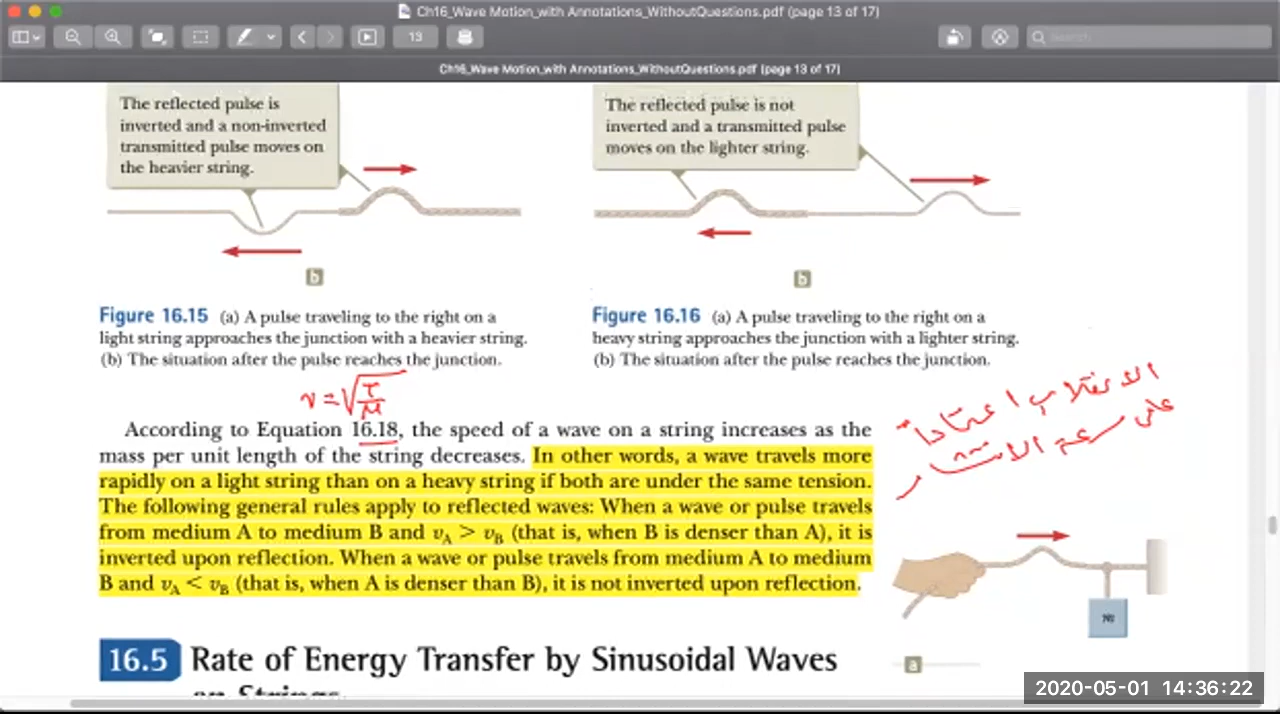 Ch16_Wave Motion_with Annotations_WithoutQuestions.pdf (page 13 of 17)
13
Search
Ch16_Wave Motion_with Annotations_WithoutQuestions.pdf (page 13 of 17)
The reflected pulse is
inverted and a non-inverted
transmitted pulse moves on
the heavier string.
b
The reflected pulse is not
inverted and a transmitted pulse
moves on the lighter string.
b
Figure 16.15 (a) A pulse traveling to the right on a
light string approaches the junction with a heavier string.
(b) The situation after the pulse reaches the junction.
Figure 16.16 (a) A pulse traveling to the right on a
heavy string approaches the junction with a lighter string.
(b) The situation after the pulse reaches the junction.
v = √T/μ
According to Equation 16.18, the speed of a wave on a string increases as the
mass per unit length of the string decreases. In other words, a wave travels more
rapidly on a light string than on a heavy string if both are under the same tension.
The following general rules apply to reflected waves: When a wave or pulse travels
from medium A to medium B and vA > vB (that is, when B is denser than A), it is
inverted upon reflection. When a wave or pulse travels from medium A to medium
B and vA < vB (that is, when A is denser than B), it is not inverted upon reflection.
الانقلاب اعتمادا
على سرعة الانتشار
m
a
16.5 Rate of Energy Transfer by Sinusoidal Waves
on Strings
2020-05-01 14:36:22